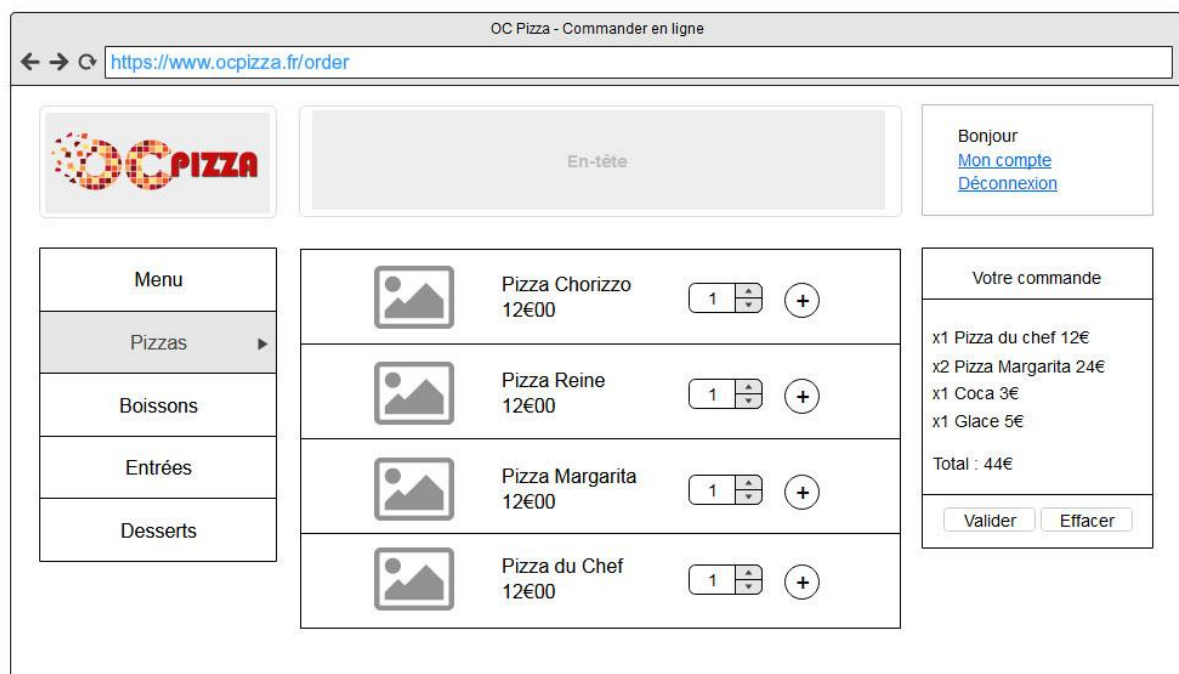 OC Pizza - Commander en ligne
https://www.ocpizza.fr/order
OC PIZZA
En-tête
Bonjour
Mon compte
Déconnexion
Menu
Pizzas
Boissons
Entrées
Desserts
Pizza Chorizzo
12€00
1
+
Pizza Reine
12€00
1
+
Pizza Margarita
12€00
1
+
Pizza du Chef
12€00
1
+
Votre commande
x1 Pizza du chef 12€
x2 Pizza Margarita 24€
x1 Coca 3€
x1 Glace 5€
Total : 44€
Valider Effacer